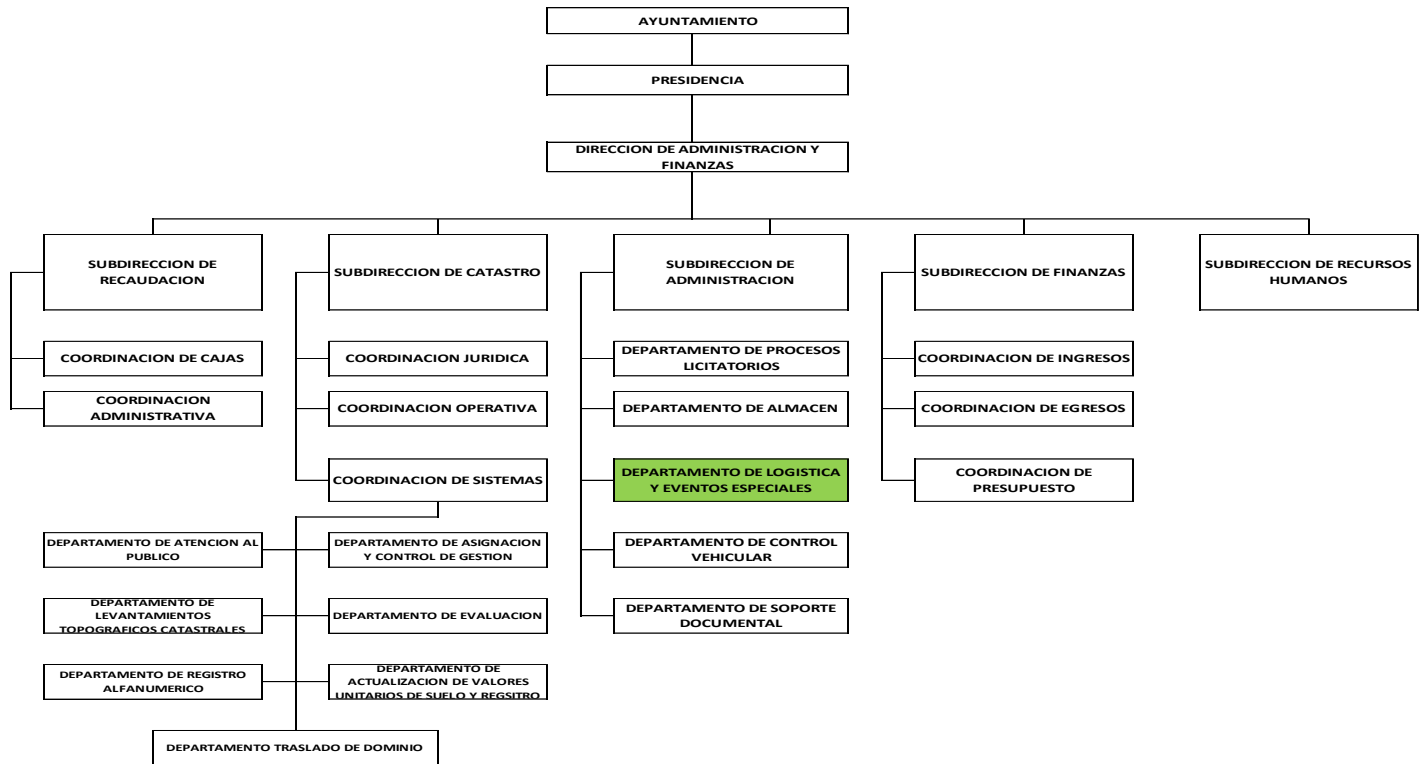 AYUNTAMIENTO
PRESIDENCIA
DIRECCION DE ADMINISTRACION Y
FINANZAS
SUBDIRECCION DE
RECAUDACION
SUBDIRECCION DE CATASTRO
SUBDIRECCION DE
ADMINISTRACION
SUBDIRECCION DE FINANZAS
SUBDIRECCION DE RECURSOS
HUMANOS
COORDINACION DE CAJAS
COORDINACION JURIDICA
DEPARTAMENTO DE PROCESOS
LICITATORIOS
COORDINACION DE INGRESOS
COORDINACION
ADMINISTRATIVA
COORDINACION OPERATIVA
DEPARTAMENTO DE ALMACEN
COORDINACION DE EGRESOS
COORDINACION DE SISTEMAS
DEPARTAMENTO DE LOGISTICA
Y EVENTOS ESPECIALES
COORDINACION DE
PRESUPUESTO
DEPARTAMENTO DE ATENCION AL
PUBLICO
DEPARTAMENTO DE ASIGNACION
Y CONTROL DE GESTION
DEPARTAMENTO DE CONTROL
VEHICULAR
DEPARTAMENTO DE
LEVANTAMIENTOS
TOPOGRAFICOS CATASTRALES
DEPARTAMENTO DE EVALUACION
DEPARTAMENTO DE SOPORTE
DOCUMENTAL
DEPARTAMENTO DE REGISTRO
ALFANUMERICO
DEPARTAMENTO DE
ACTUALIZACION DE VALORES
UNITARIOS DE SUELO Y REGSITRO
DEPARTAMENTO TRASLADO DE DOMINIO